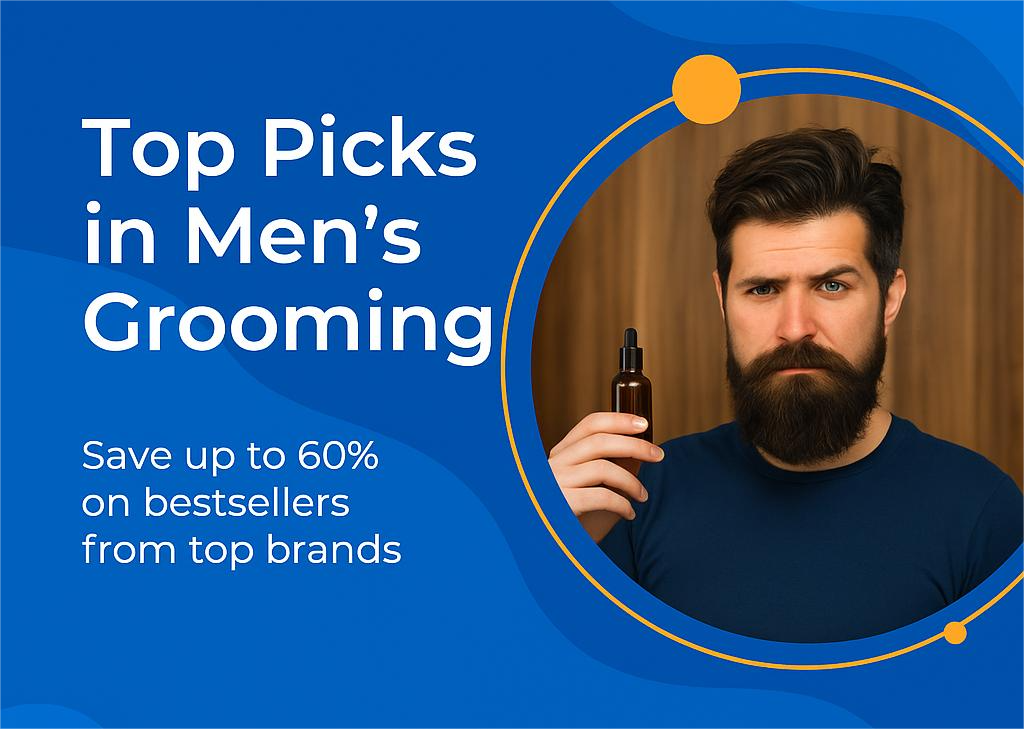 Top Picks
in Men’s
Grooming
Save up to 60%
on bestsellers
from top brands